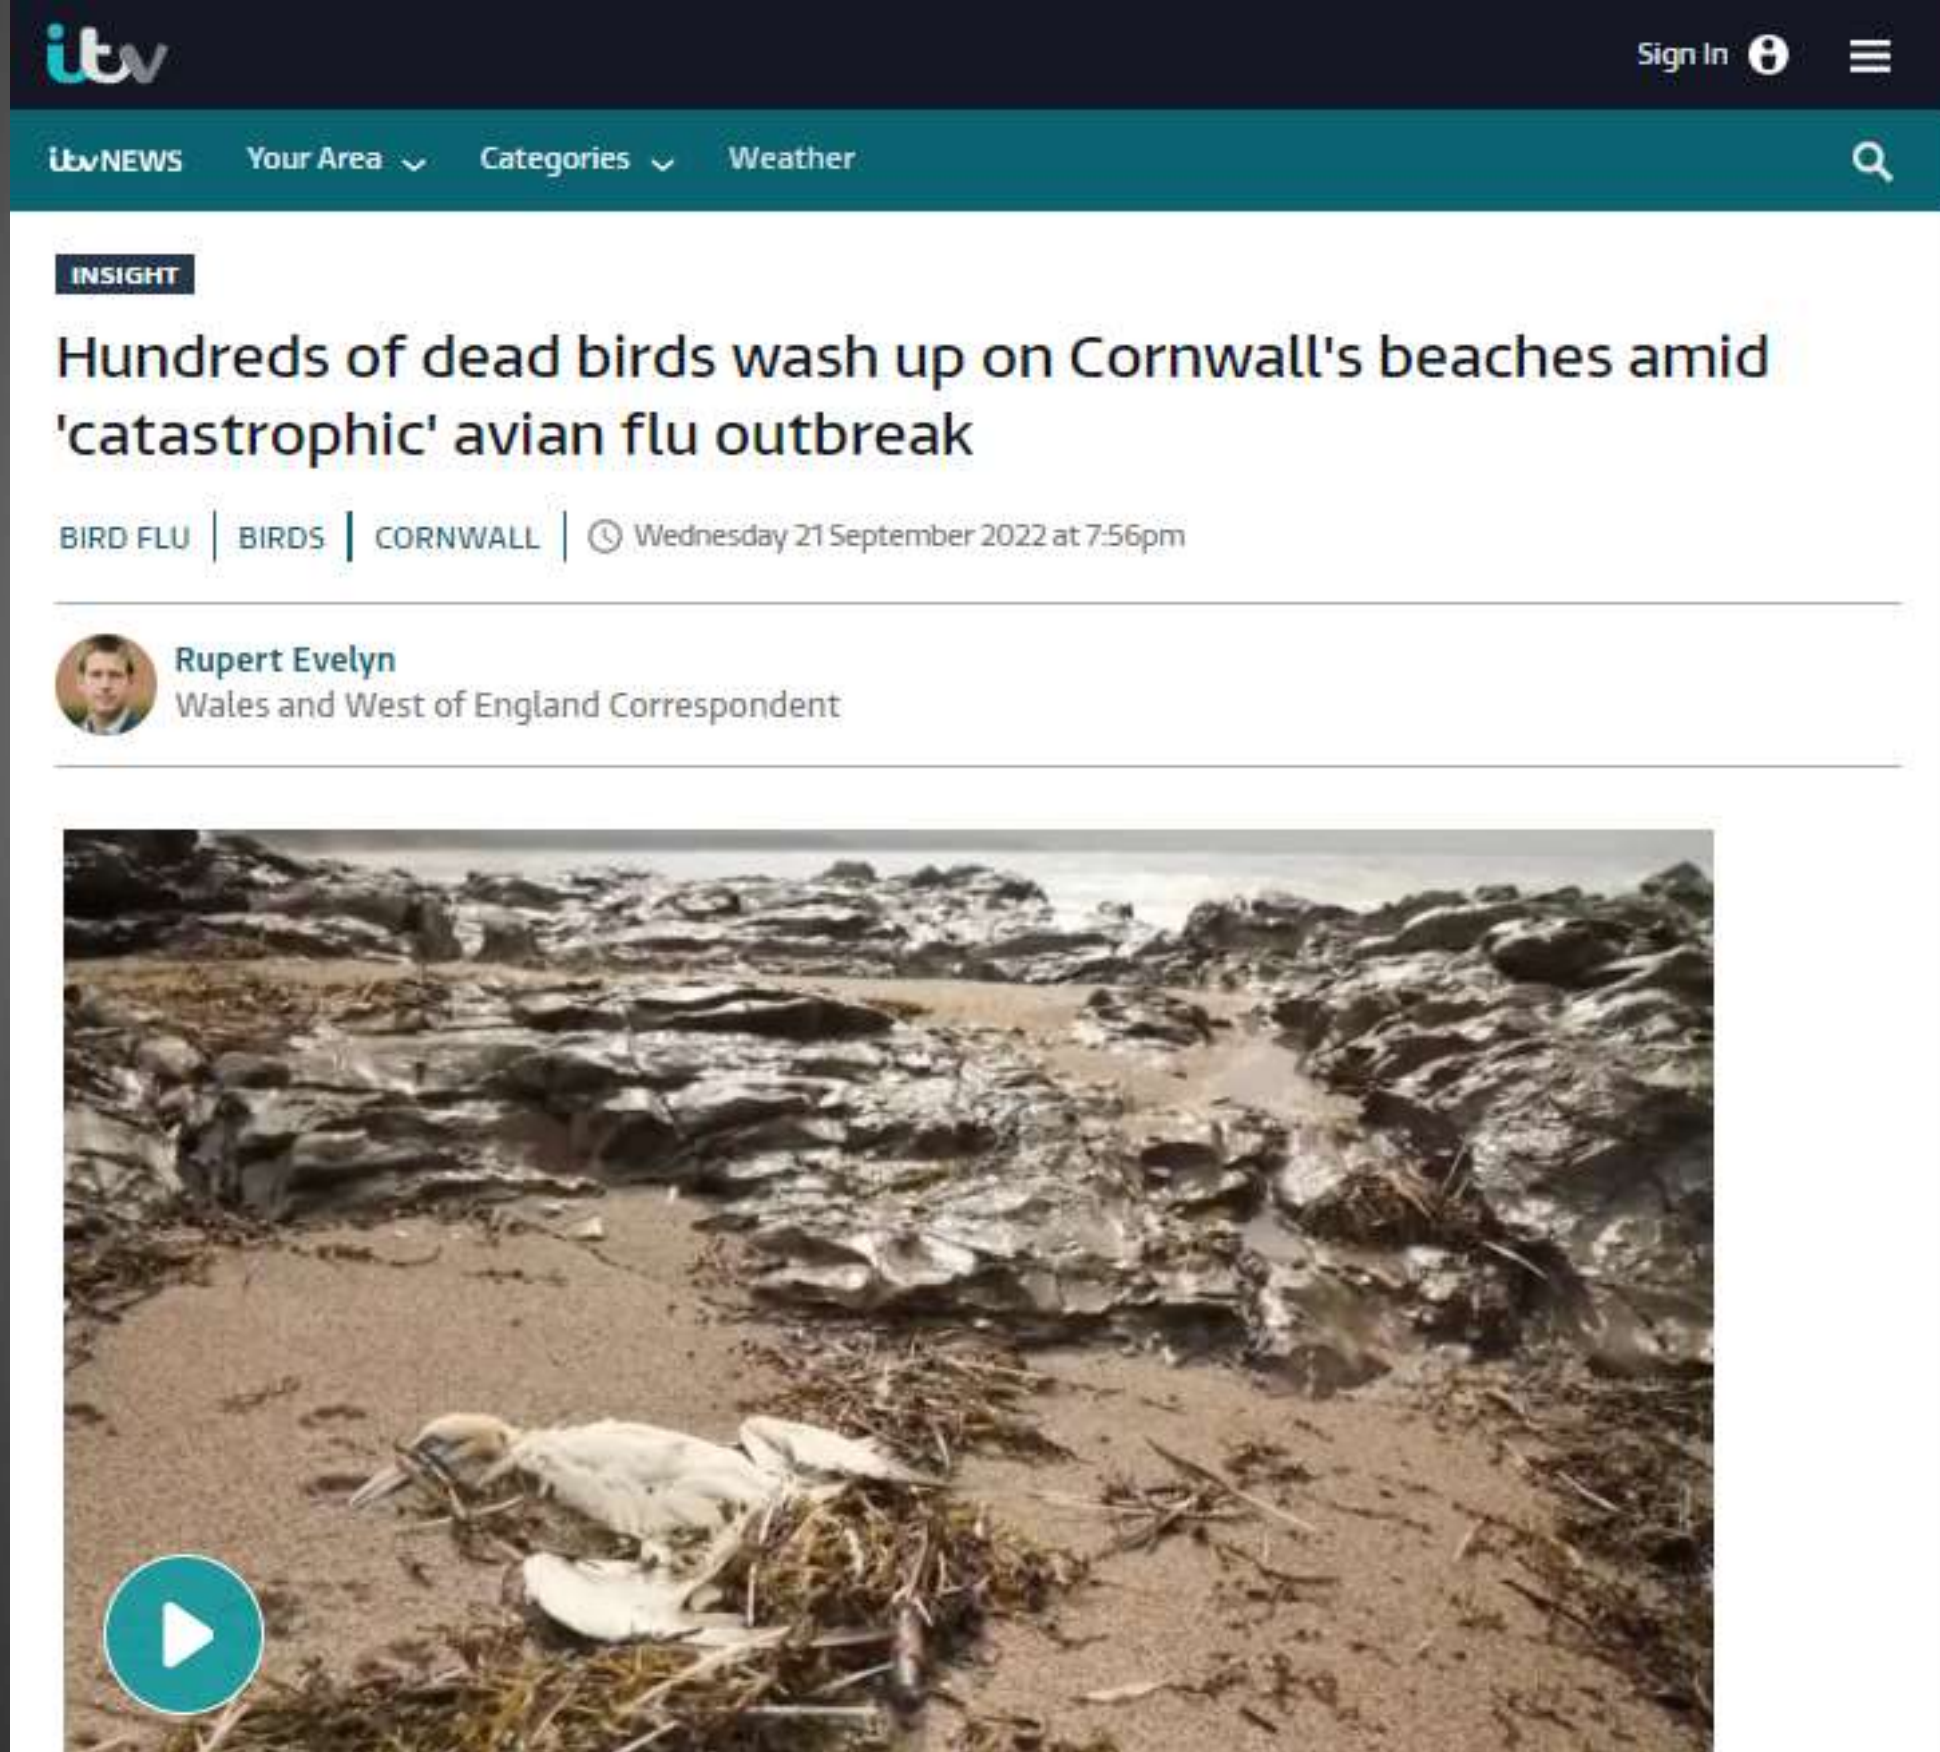 itv
Sign In
itv NEWS Your Area Categories Weather
INSIGHT
Hundreds of dead birds wash up on Cornwall's beaches amid
'catastrophic' avian flu outbreak
BIRD FLU BIRDS CORNWALL Wednesday 21 September 2022 at 7:56pm
Rupert Evelyn
Wales and West of England Correspondent